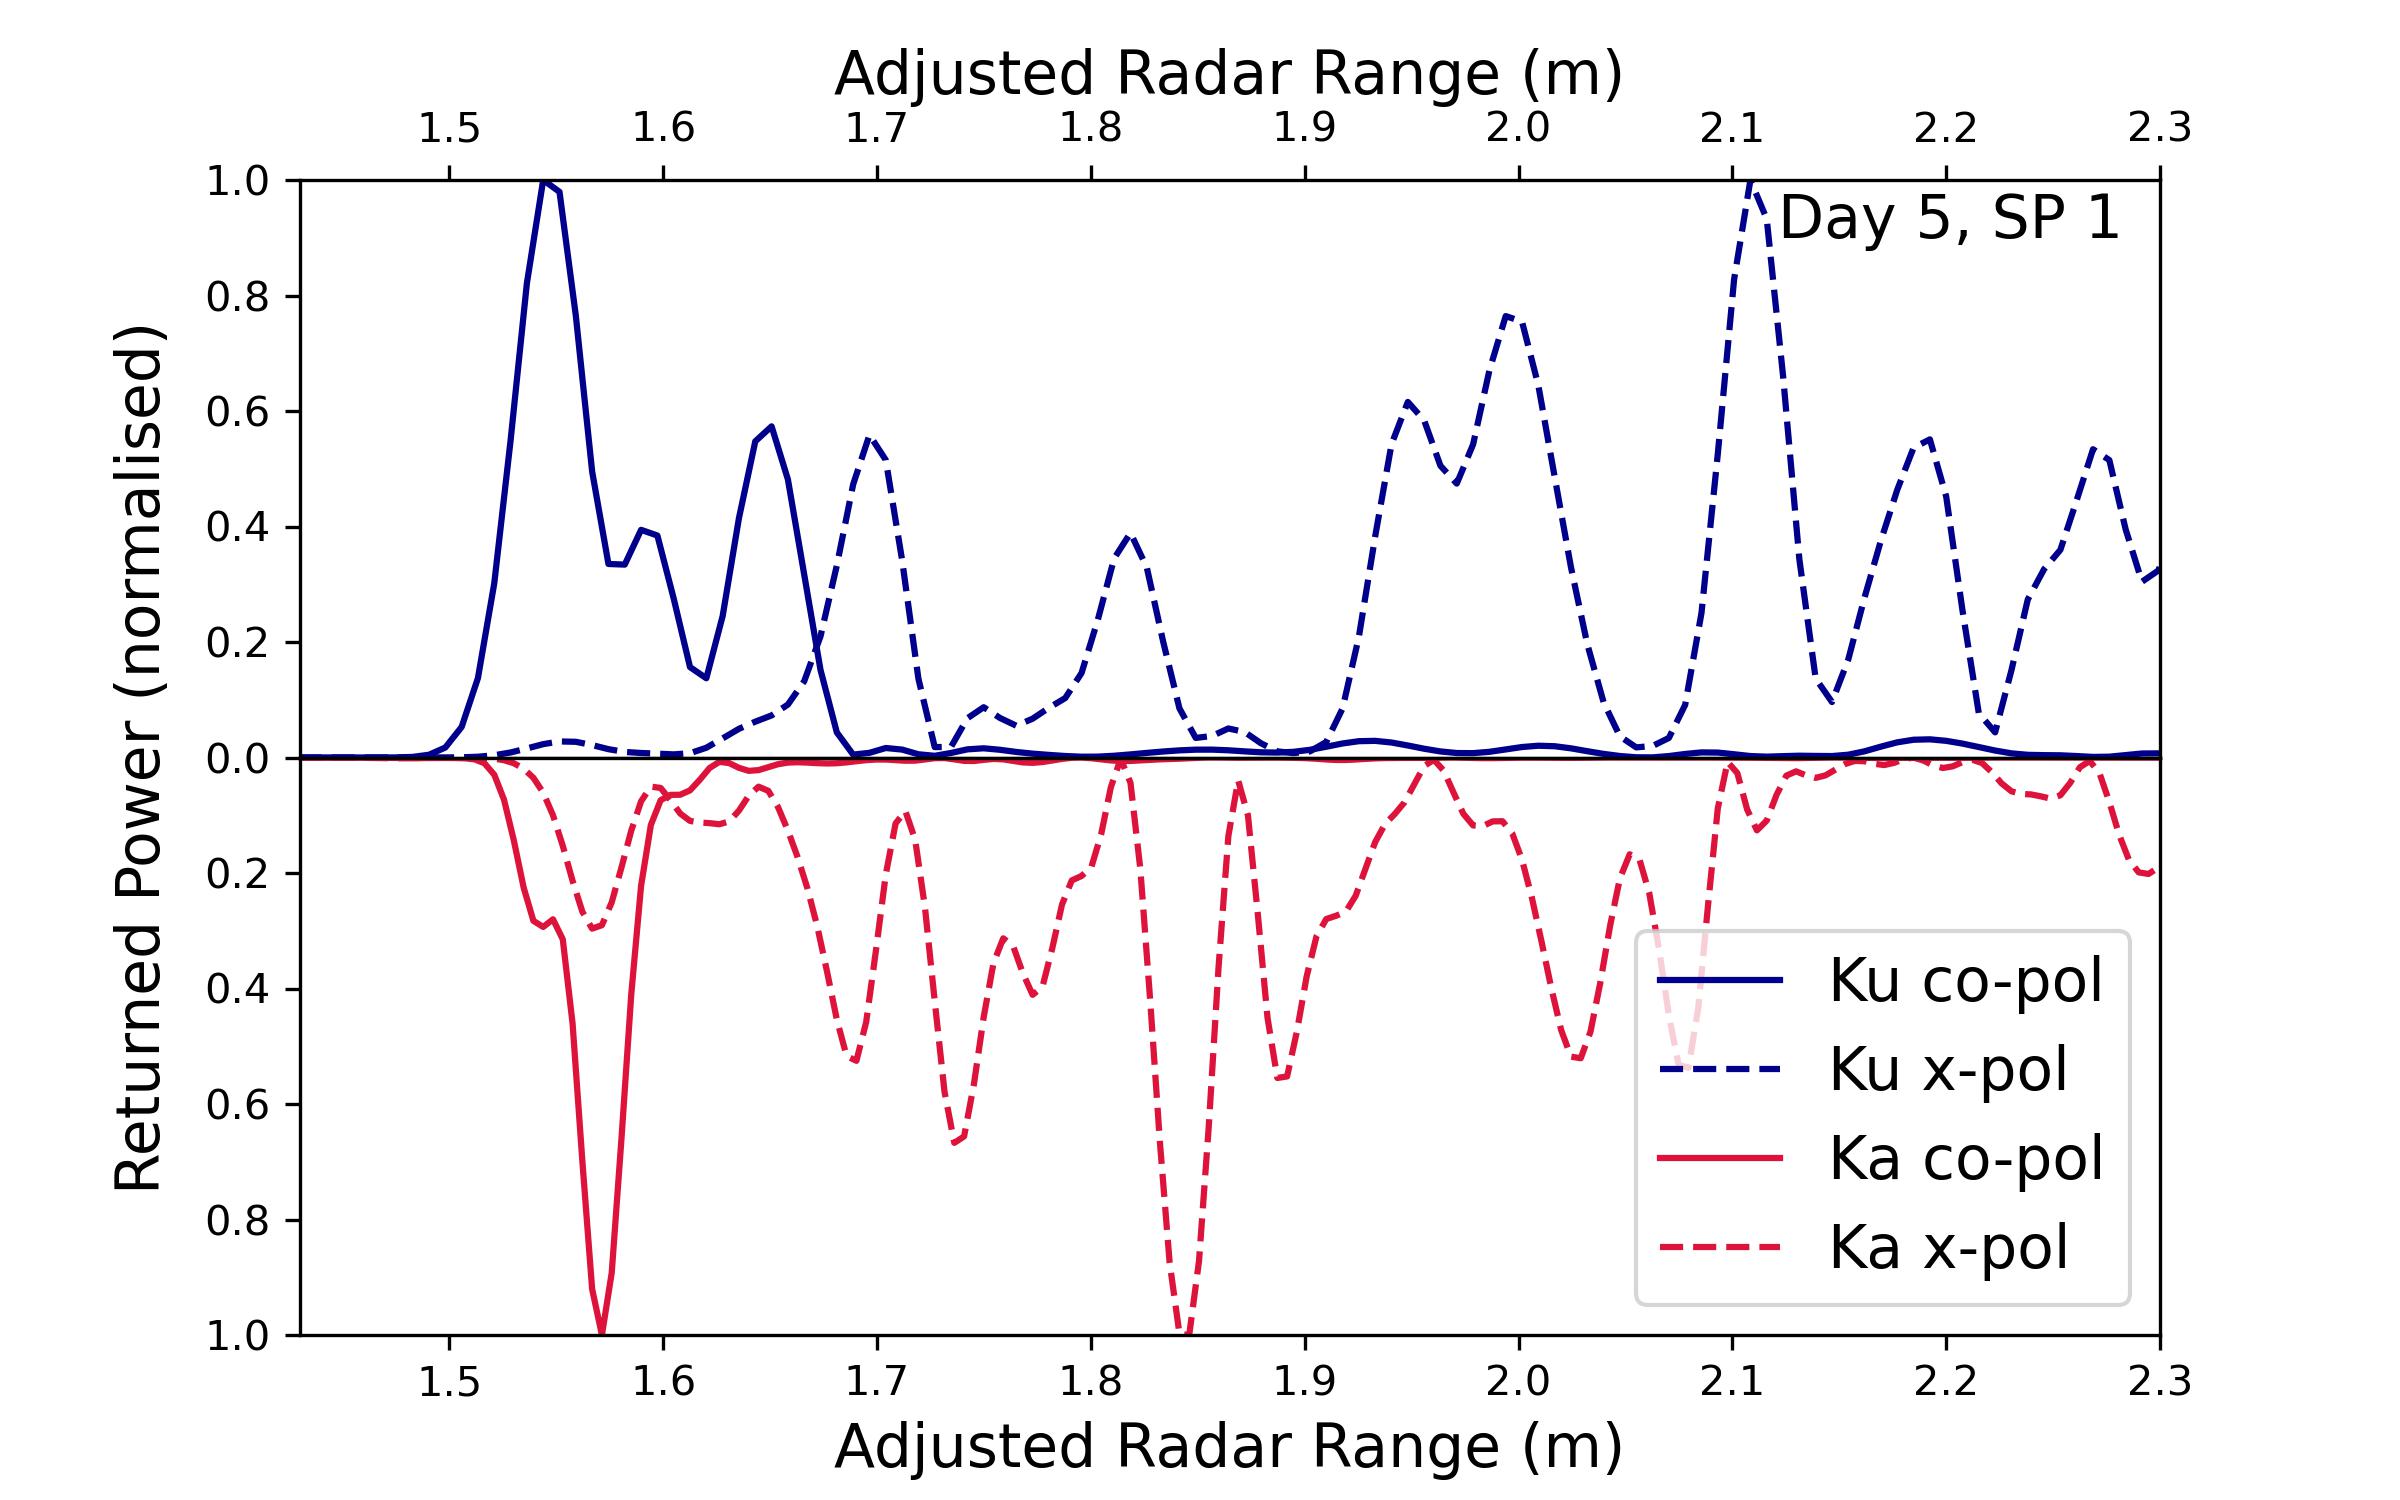 Adjusted Radar Range (m)
1.5 1.6 1.7 1.8 1.9 2.0 2.1 2.2 2.3
Day 5, SP 1
Returned Power (normalised)
1.0
0.8
0.6
0.4
0.2
0.0
0.2
0.4
0.6
0.8
1.0
Ku co-pol
Ku x-pol
Ka co-pol
Ka x-pol
1.5 1.6 1.7 1.8 1.9 2.0 2.1 2.2 2.3
Adjusted Radar Range (m)